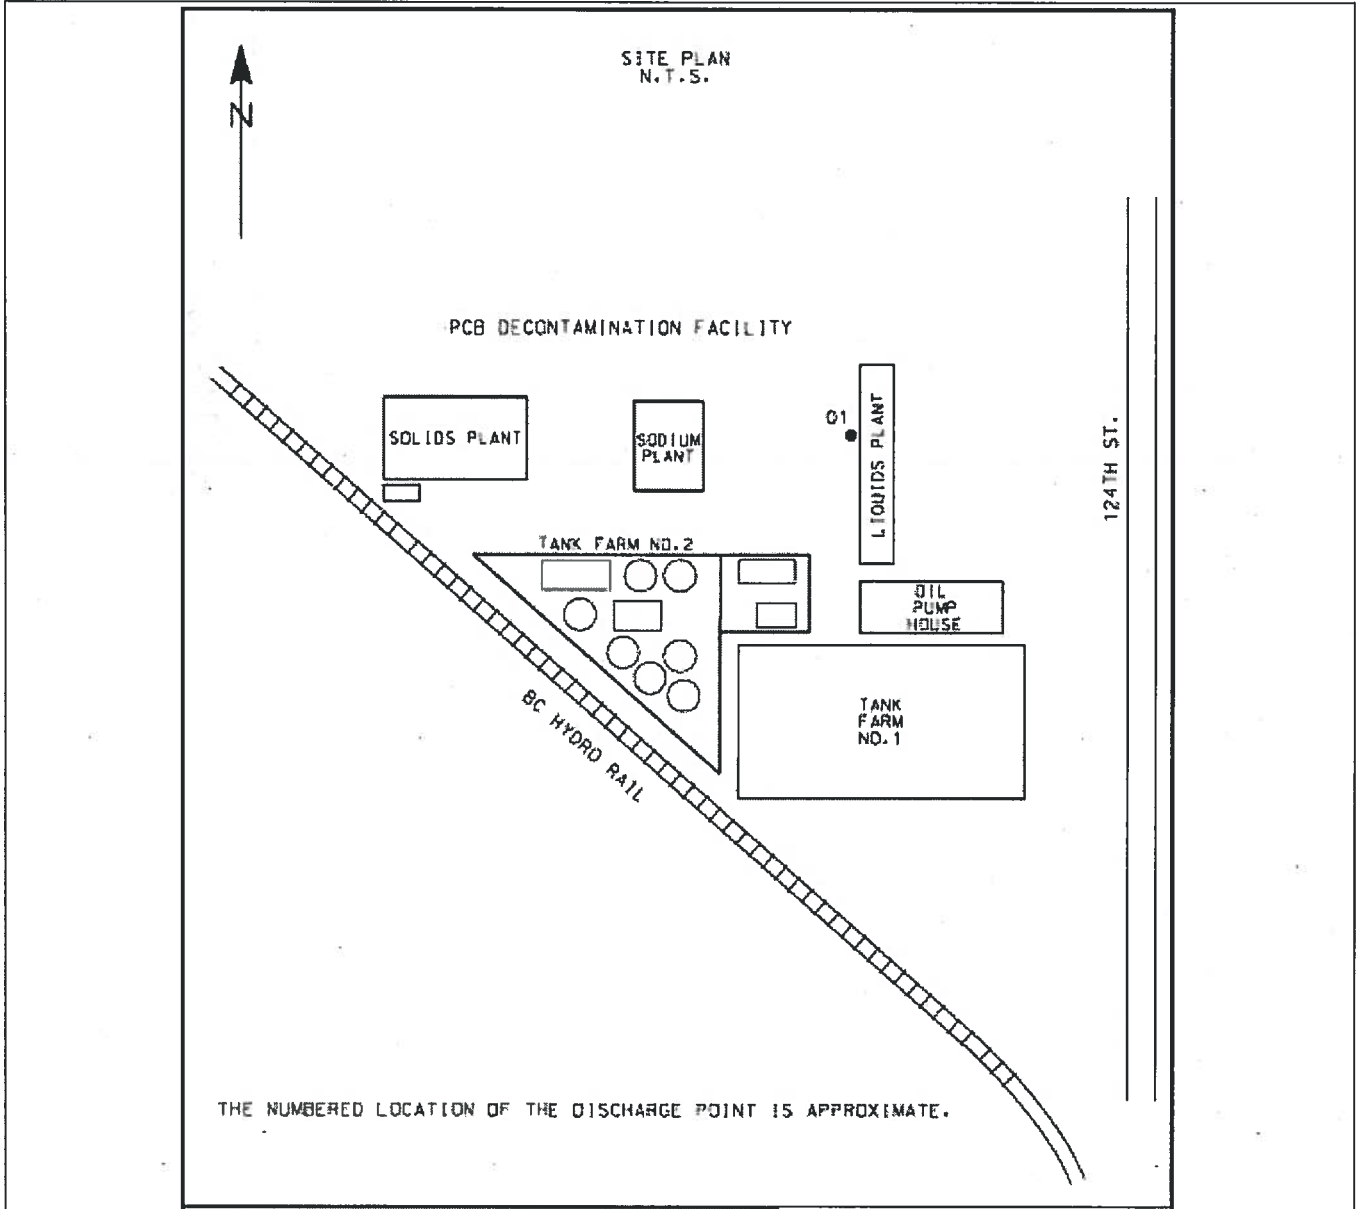 SITE PLAN
N.T.S.
N
PCB DECONTAMINATION FACILITY
SOLIDS PLANT
SODIUM
PLANT
01
LIQUIDS PLANT
124TH ST.
TANK FARM NO.2
OIL
PUMP
HOUSE
TANK
FARM
NO.1
BC HYDRO RAIL
THE NUMBERED LOCATION OF THE DISCHARGE POINT IS APPROXIMATE.